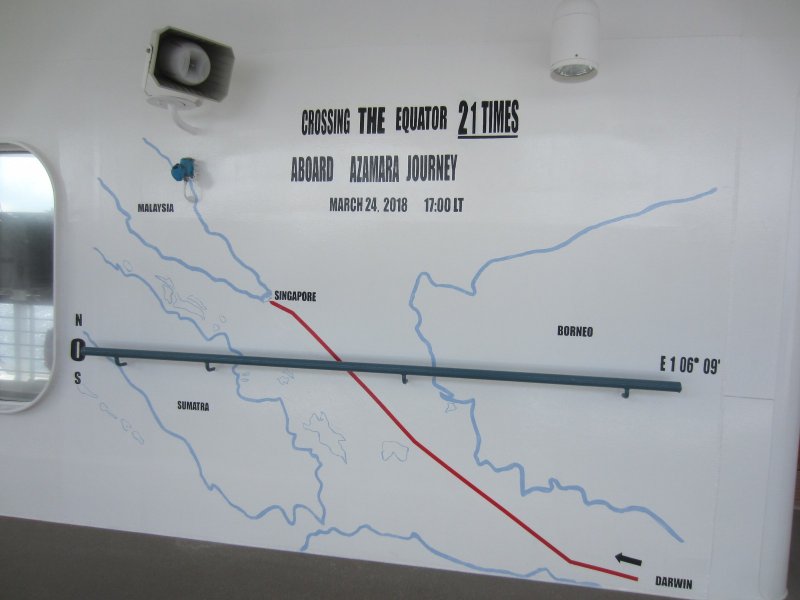 CROSSING THE EQUATOR 21 TIMES
ABOARD AZAMARA JOURNEY
MARCH 24, 2018 17:00 LT
MALAYSIA
SINGAPORE
BORNEO
N
0
S
E 1 06° 09'
SUMATRA
DARWIN